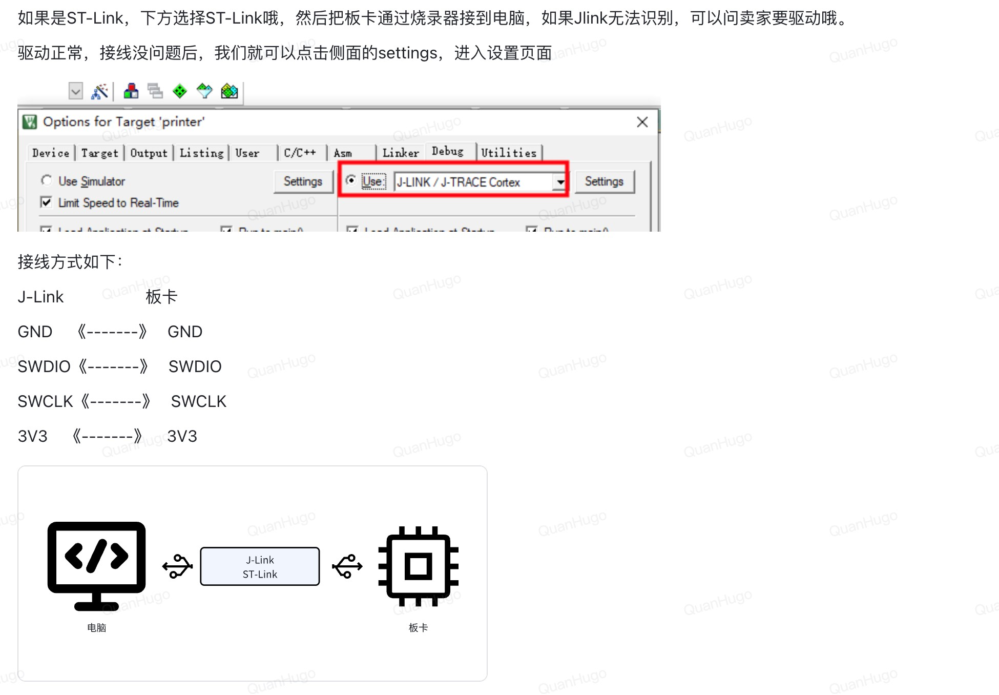 如果是ST-Link，下方选择ST-Link哦，然后把板卡通过烧录器接到电脑，如果Jlink无法识别，可以问卖家要驱动哦。
驱动正常，接线没问题后，我们就可以点击侧面的settings，进入设置页面
Options for Target 'printer'
Device Target Output Listing User C/C++ Asm Linker Debug Utilities
Use Simulator Settings Use: J-LINK / J-TRACE Cortex Settings
Limit Speed to Real-Time
Load Application at Startup Run to main() Load Application at Startup Run to main()
接线方式如下：
J-Link 板卡
GND 《-------》 GND
SWDIO《-------》 SWDIO
SWCLK《-------》 SWCLK
3V3 《-------》 3V3
J-Link
ST-Link
电脑 板卡
QuanHugo